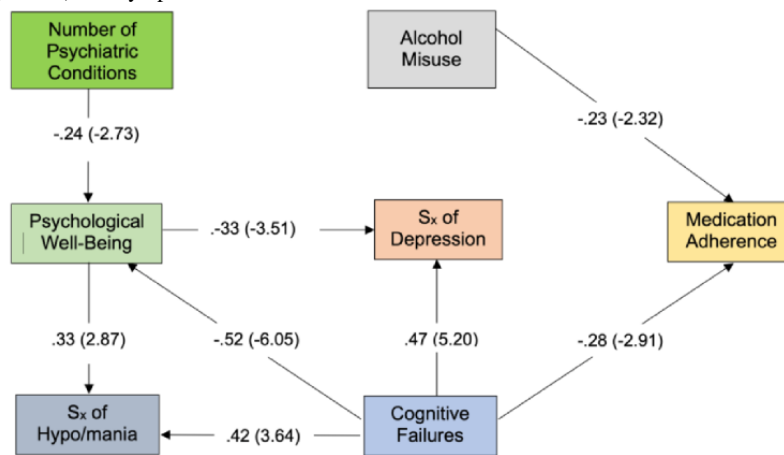 Number of
Psychiatric
Conditions
Alcohol
Misuse
-.24 (-2.73)
-.23 (-2.32)
Psychological
Well-Being
.-33 (-3.51)
Sx of
Depression
Medication
Adherence
.33 (2.87)
-.52 (-6.05)
.47 (5.20)
-.28 (-2.91)
Sx of
Hypo/mania
.42 (3.64)
Cognitive
Failures